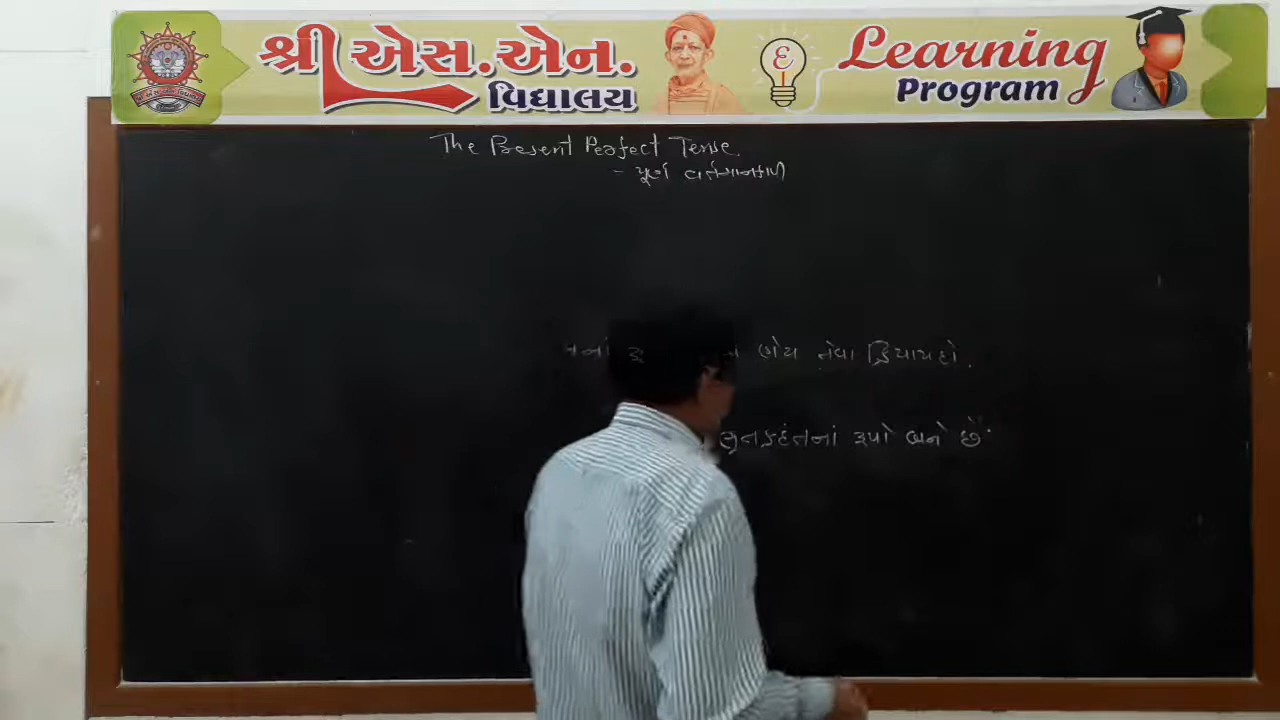 શ્રી એસ.એન.
વિદ્યાલય
ε
Learning
Program
The Present Perfect Tense.
- પૂર્ણ વર્તમાનકાળ
હોય તેવા ક્રિયાપદો.
ભૂતકૃદંતનાં રૂપો બને છે.